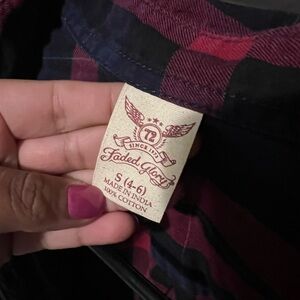 72
SINCE 1972
Faded Glory
S (4-6)
MADE IN INDIA
100% COTTON